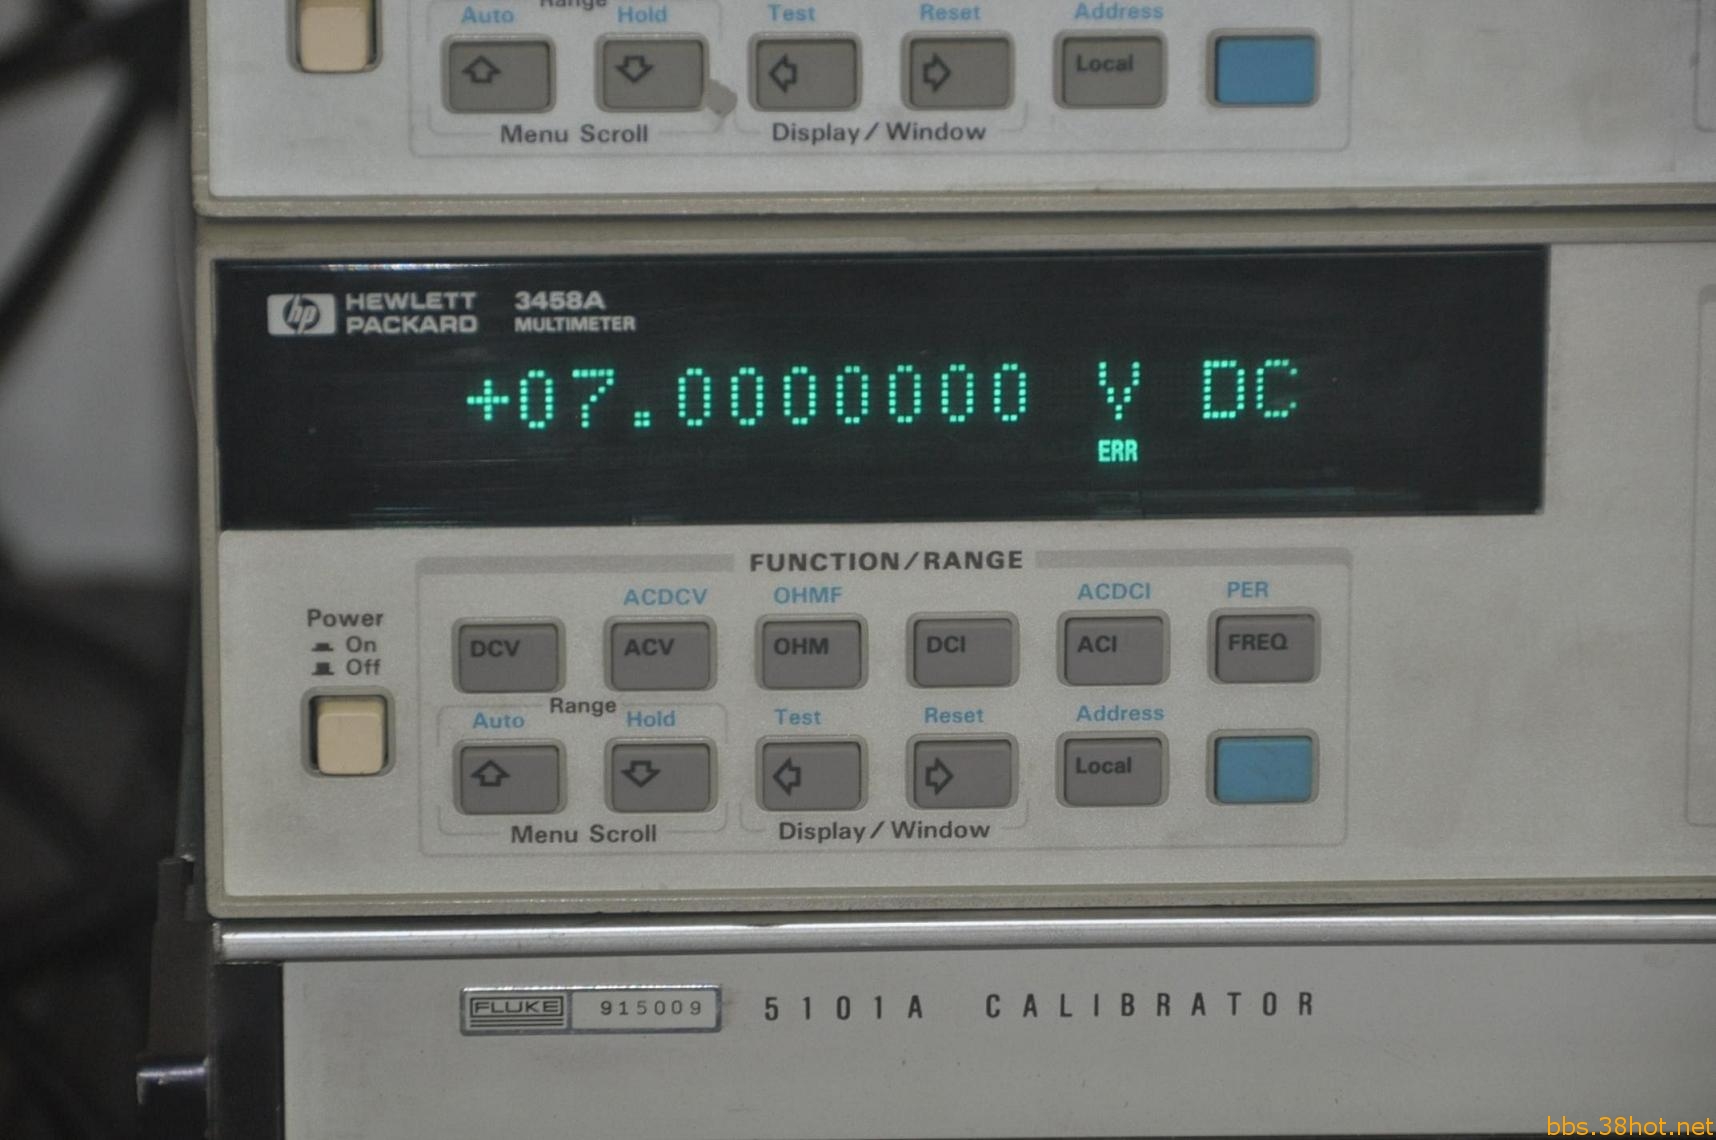 Auto Range Hold Test Reset Address
Local
Menu Scroll Display/Window
hp HEWLETT PACKARD 3458A MULTIMETER
+07.0000000 V DC
ERR
FUNCTION/RANGE
ACDCV OHMF ACDCI PER
Power
On
Off
DCV ACV OHM DCI ACI FREQ
Auto Range Hold Test Reset Address
Local
Menu Scroll Display/Window
FLUKE 915009 5101A CALIBRATOR
bbs.38hot.net